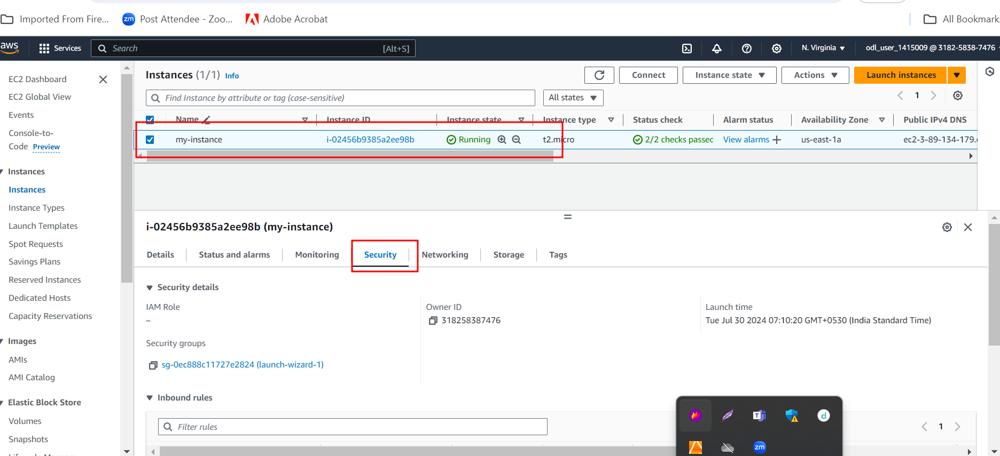 Imported From Fire...
zm Post Attendee - Zoo...
Adobe Acrobat
All Bookmark
aws
Services
Search
[Alt+S]
N. Virginia
odl_user_1415009 @ 3182-5838-7476
EC2 Dashboard
EC2 Global View
Events
Console-to-
Code Preview
Instances
Instances
Instance Types
Launch Templates
Spot Requests
Savings Plans
Reserved Instances
Dedicated Hosts
Capacity Reservations
Images
AMIs
AMI Catalog
Elastic Block Store
Volumes
Snapshots
Instances (1/1) Info
Connect
Instance state
Actions
Launch instances
Find Instance by attribute or tag (case-sensitive)
All states
1
Name Instance ID Instance state Instance type Status check Alarm status Availability Zone Public IPv4 DNS
my-instance i-02456b9385a2ee98b Running t2.micro 2/2 checks passed View alarms us-east-1a ec2-3-89-134-179.
i-02456b9385a2ee98b (my-instance)
Details Status and alarms Monitoring Security Networking Storage Tags
Security details
IAM Role
–
Owner ID
318258387476
Launch time
Tue Jul 30 2024 07:10:20 GMT+0530 (India Standard Time)
Security groups
sg-0ec888c11727e2824 (launch-wizard-1)
Inbound rules
Filter rules
1
T
d
zm